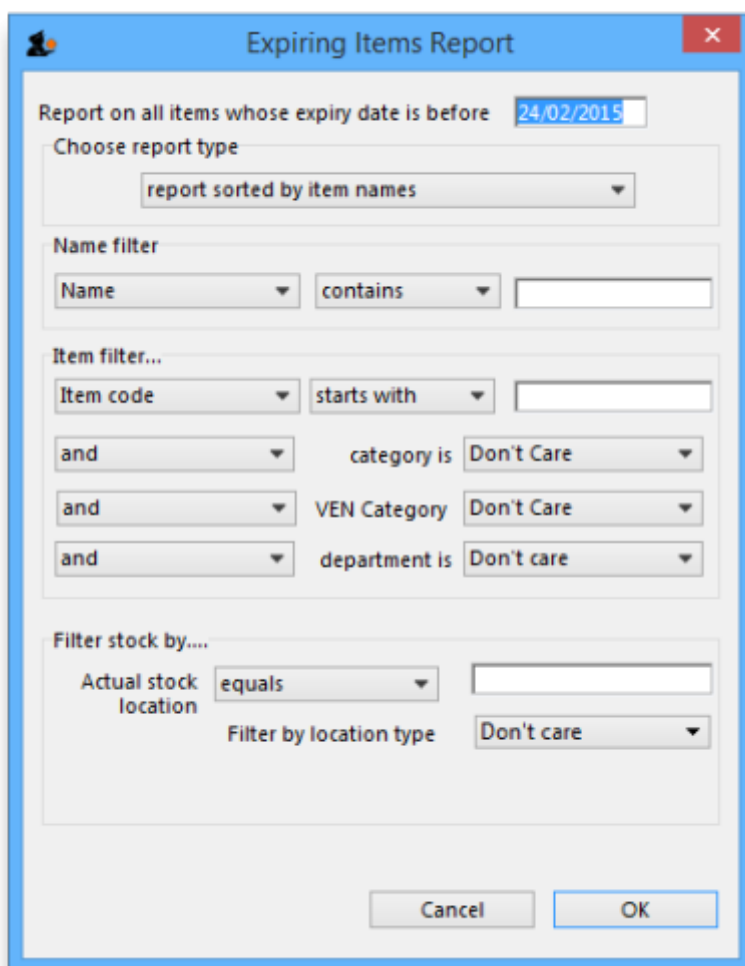 Expiring Items Report
Report on all items whose expiry date is before 24/02/2015
Choose report type
report sorted by item names
Name filter
Name contains
Item filter...
Item code starts with
and category is Don't Care
and VEN Category Don't Care
and department is Don't care
Filter stock by....
Actual stock location equals
Filter by location type Don't care
Cancel OK